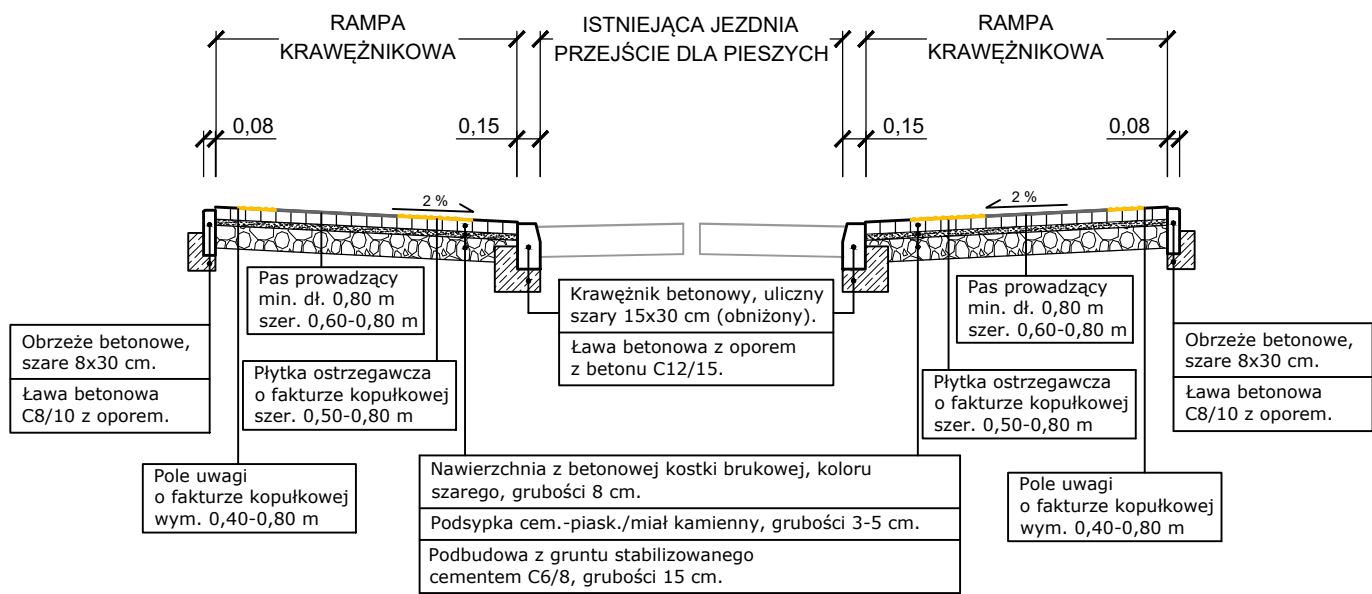 RAMPA
KRAWĘŻNIKOWA
ISTNIEJĄCA JEZDNIA
PRZEJŚCIE DLA PIESZYCH
RAMPA
KRAWĘŻNIKOWA
0,08
0,15
0,15
0,08
2 %
2 %
Pas prowadzący
min. dł. 0,80 m
szer. 0,60-0,80 m
Krawężnik betonowy, uliczny
szary 15x30 cm (obniżony).
Ława betonowa z oporem
z betonu C12/15.
Pas prowadzący
min. dł. 0,80 m
szer. 0,60-0,80 m
Obrzeże betonowe,
szare 8x30 cm.
Ława betonowa
C8/10 z oporem.
Płytka ostrzegawcza
o fakturze kopułkowej
szer. 0,50-0,80 m
Płytka ostrzegawcza
o fakturze kopułkowej
szer. 0,50-0,80 m
Obrzeże betonowe,
szare 8x30 cm.
Ława betonowa
C8/10 z oporem.
Pole uwagi
o fakturze kopułkowej
wym. 0,40-0,80 m
Nawierzchnia z betonowej kostki brukowej, koloru
szarego, grubości 8 cm.
Podsypka cem.-piask./miał kamienny, grubości 3-5 cm.
Podbudowa z gruntu stabilizowanego
cementem C6/8, grubości 15 cm.
Pole uwagi
o fakturze kopułkowej
wym. 0,40-0,80 m